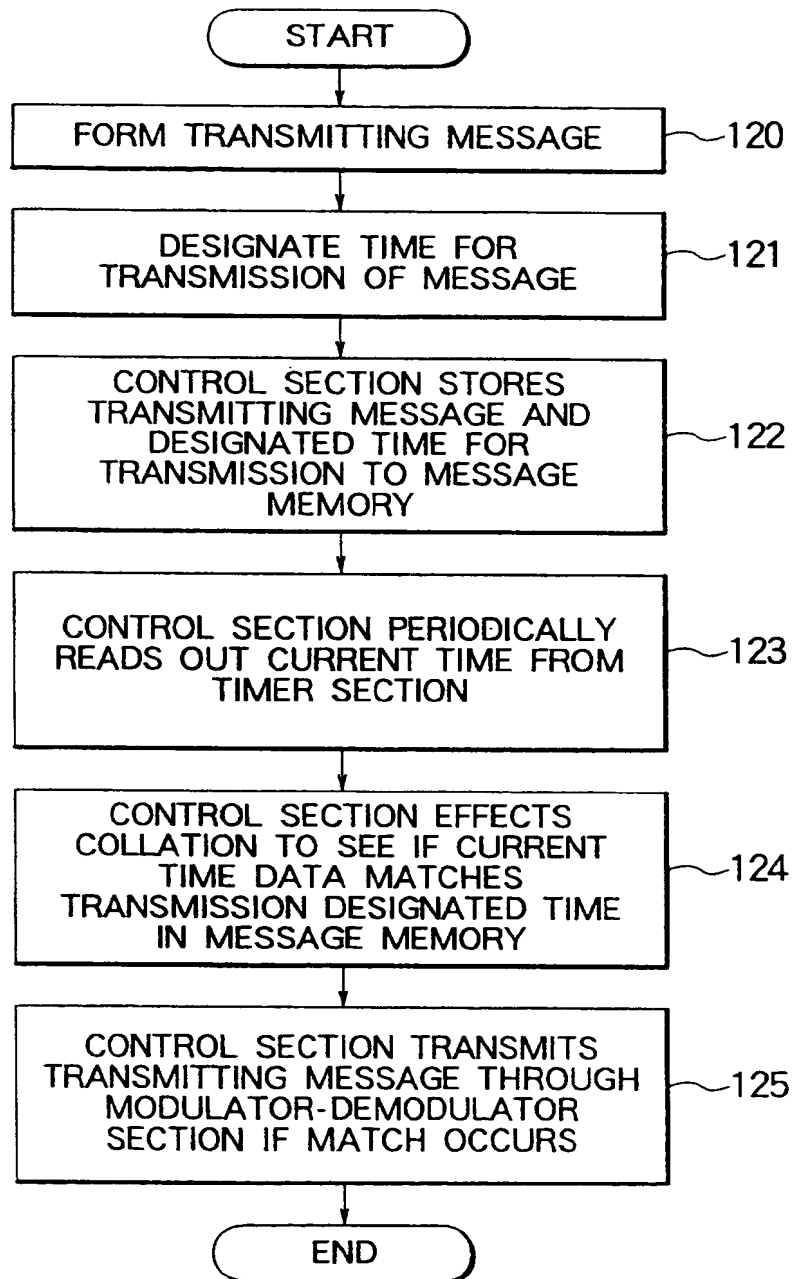 START
FORM TRANSMITTING MESSAGE
120
DESIGNATE TIME FOR
TRANSMISSION OF MESSAGE
121
CONTROL SECTION STORES
TRANSMITTING MESSAGE AND
DESIGNATED TIME FOR
TRANSMISSION TO MESSAGE
MEMORY
122
CONTROL SECTION PERIODICALLY
READS OUT CURRENT TIME FROM
TIMER SECTION
123
CONTROL SECTION EFFECTS
COLLATION TO SEE IF CURRENT
TIME DATA MATCHES
TRANSMISSION DESIGNATED TIME
IN MESSAGE MEMORY
124
CONTROL SECTION TRANSMITS
TRANSMITTING MESSAGE THROUGH
MODULATOR-DEMODULATOR
SECTION IF MATCH OCCURS
125
END